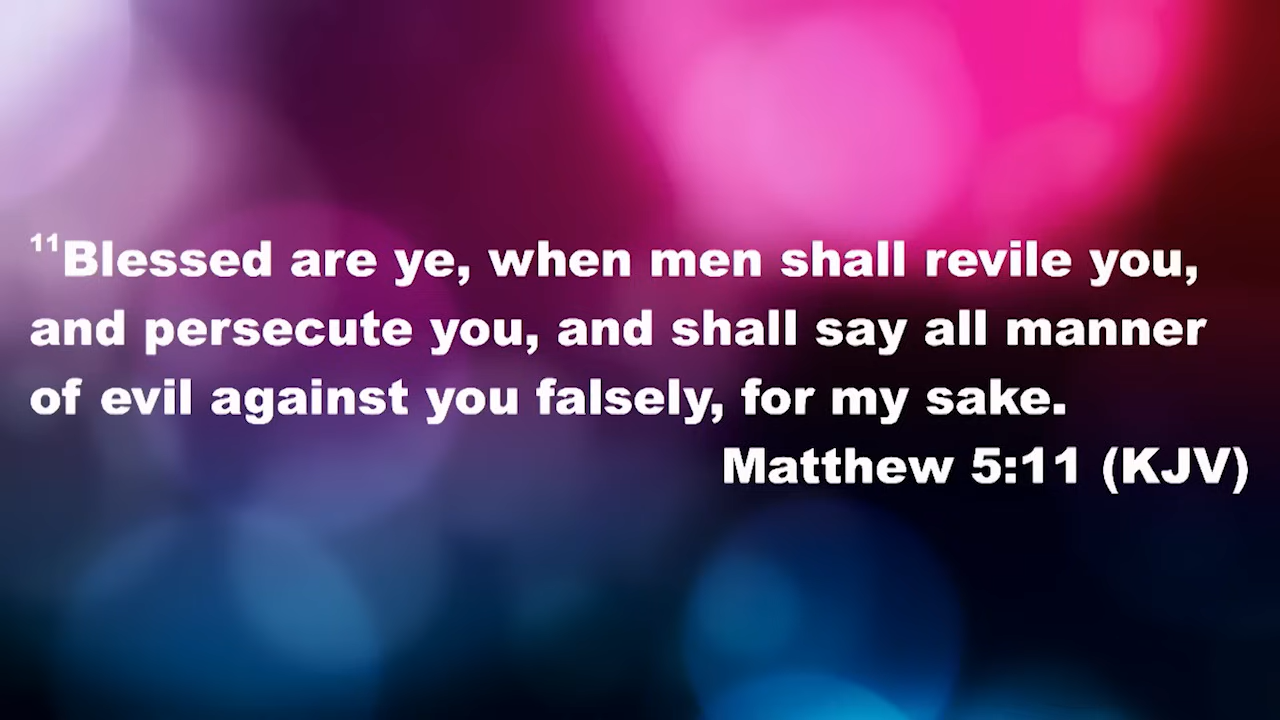 ¹¹Blessed are ye, when men shall revile you,
and persecute you, and shall say all manner
of evil against you falsely, for my sake.
Matthew 5:11 (KJV)